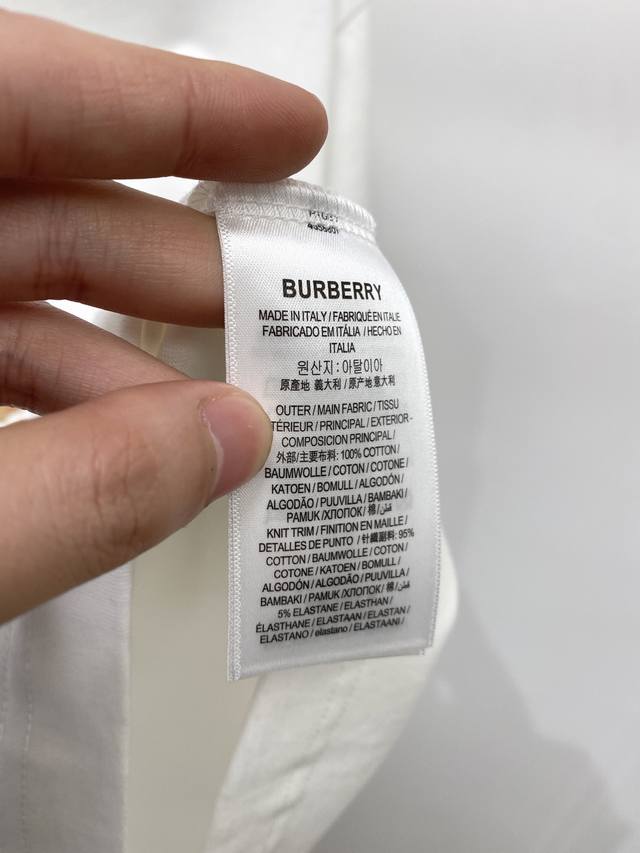 BURBERRY
MADE IN ITALY / FABRIQUÉ EN ITALIE
FABRICADO EM ITÁLIA / HECHO EN
ITALIA
원산지 : 아탈이아
原產地 義大利 / 原产地 意大利
OUTER / MAIN FABRIC / TISSU
TÉRIEUR / PRINCIPAL / EXTERIOR -
COMPOSICION PRINCIPAL /
外部/主要布料: 100% COTTON /
BAUMWOLLE / COTON / COTONE /
KATOEN / BOMULL / ALGODÓN /
ALGODÃO / PUUVILLA / BAMBAKI /
PAMUK / ХЛОПОК / 棉 / قطن
KNIT TRIM / FINITION EN MAILLE /
DETALLES DE PUNTO / 針織副料: 95%
COTTON / BAUMWOLLE / COTON /
COTONE / KATOEN / BOMULL /
ALGODÓN / ALGODÃO / PUUVILLA /
BAMBAKI / PAMUK / ХЛОПОК / 棉 / قطن
5% ELASTANE / ELASTHAN /
ÉLASTHANE / ELASTAAN / ELASTAN /
ELASTANO / elastano / ELASTAANI /